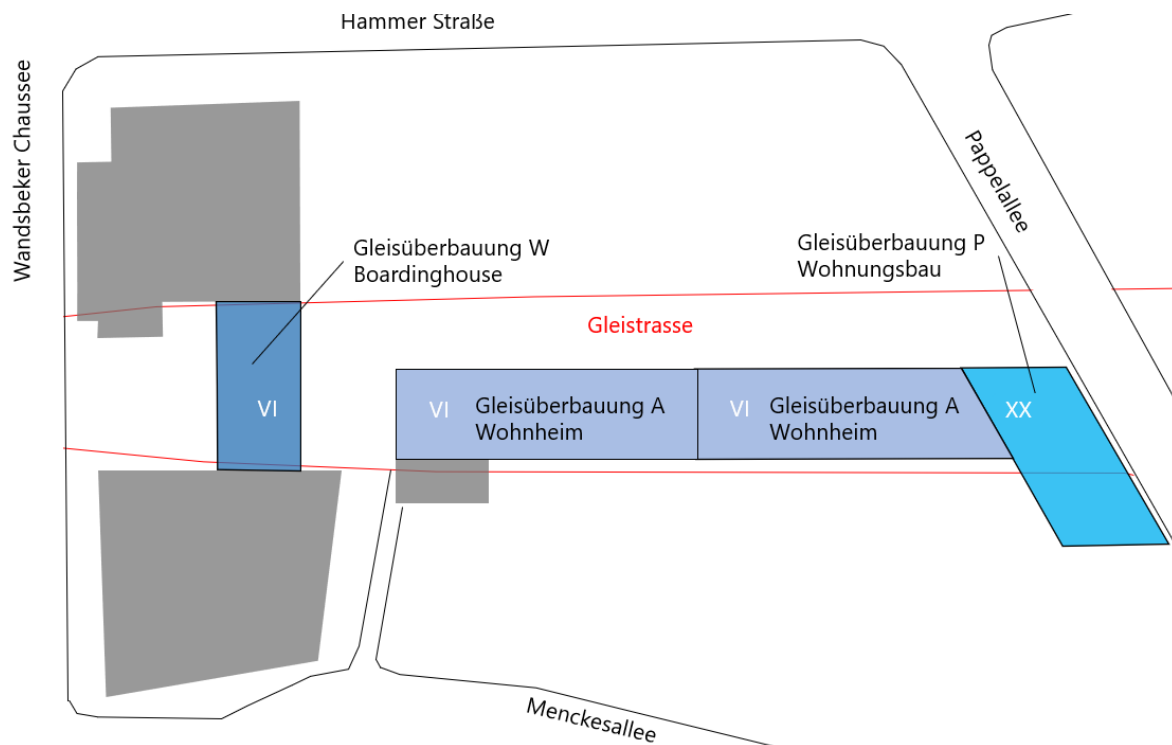 Hammer Straße
Wandsbeker Chaussee
Pappelallee
Gleisüberbauung W
Boardinghouse
Gleisüberbauung P
Wohnungsbau
Gleistrasse
VI
VI
Gleisüberbauung A
Wohnheim
VI
Gleisüberbauung A
Wohnheim
XX
Menckesallee